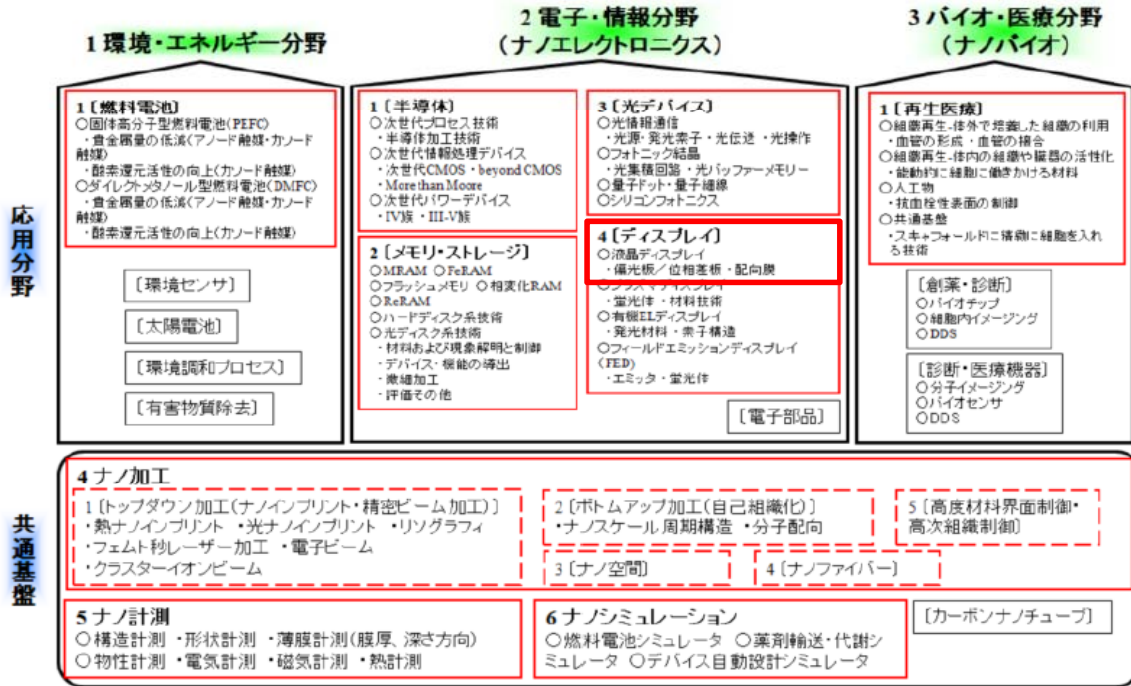 1 環境・エネルギー分野
2 電子・情報分野
(ナノエレクトロニクス)
3 バイオ・医療分野
(ナノバイオ)
応用分野
1〔燃料電池〕
○固体高分子型燃料電池(PEFC)
・貴金属量の低減(アノード触媒・カソード
触媒)
・酸素還元活性の向上(カソード触媒)
○ダイレクトメタノール型燃料電池(DMFC)
・貴金属量の低減(アノード触媒・カソード
触媒)
・酸素還元活性の向上(カソード触媒)
〔環境センサ〕
〔太陽電池〕
〔環境調和プロセス〕
〔有害物質除去〕
1〔半導体〕
○次世代プロセス技術
・半導体加工技術
○次世代情報処理デバイス
・次世代CMOS・beyond CMOS
・More than Moore
○次世代パワーデバイス
・IV族・III-V族
2〔メモリ・ストレージ〕
○MRAM ○FeRAM
○フラッシュメモリ ○相変化RAM
○ReRAM
○ハードディスク系技術
○光ディスク系技術
・材料および現象解明と制御
・デバイス・機能の導出
・微細加工
・評価その他
3〔光デバイス〕
○光情報通信
・光源・発光素子・光伝送・光操作
○フォトニック結晶
・光集積回路・光バッファーメモリー
○量子ドット・量子細線
○シリコンフォトニクス
4〔ディスプレイ〕
○液晶ディスプレイ
・偏光板/位相差板・配向膜
○プラズマディスプレイ
・蛍光体・材料技術
○有機ELディスプレイ
・発光材料・素子構造
○フィールドエミッションディスプレイ
(FED)
・エミッタ・蛍光体
〔電子部品〕
1〔再生医療〕
○組織再生-体外で培養した組織の利用
・血管の形成・血管の接合
○組織再生-体内の組織や臓器の活性化
・能動的に細胞に働きかける材料
○人工物
・抗血栓性表面の制御
○共通基盤
・スキャフォールドに積極に細胞を入れ
る技術
〔創薬・診断〕
○バイオチップ
○細胞内イメージング
○DDS
〔診断・医療機器〕
○分子イメージング
○バイオセンサ
○DDS
共通基盤
4 ナノ加工
1〔トップダウン加工(ナノインプリント・精密ビーム加工)〕
・熱ナノインプリント ・光ナノインプリント ・リソグラフィ
・フェムト秒レーザー加工 ・電子ビーム
・クラスターイオンビーム
2〔ボトムアップ加工(自己組織化)〕
・ナノスケール周期構造 ・分子配向
3〔ナノ空間〕
4〔ナノファイバー〕
5〔高度材料界面制御・
高次組織制御〕
5 ナノ計測
○構造計測 ・形状計測 ・薄膜計測(膜厚、深さ方向)
○物性計測 ・電気計測 ・磁気計測 ・熱計測
6 ナノシミュレーション
○燃料電池シミュレータ ○薬剤輸送・代謝シ
ミュレータ ○デバイス自動設計シミュレータ
〔カーボンナノチューブ〕